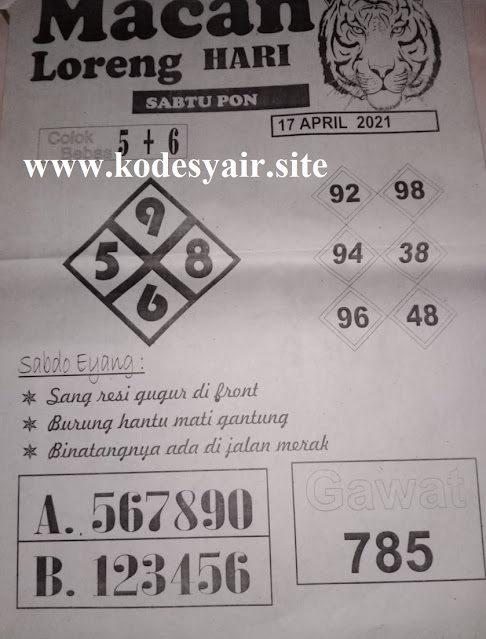 Macan
Loreng HARI
SABTU PON
17 APRIL 2021
Colok
Bebas
5 + 6
www.kodesyair.site
9
5 8
6
92 98
94 38
96 48
Sabdo Eyang :
✷ Sang resi gugur di front
✷ Burung hantu mati gantung
✷ Binatangnya ada di jalan merak
A. 567890
B. 123456
Gawat
785